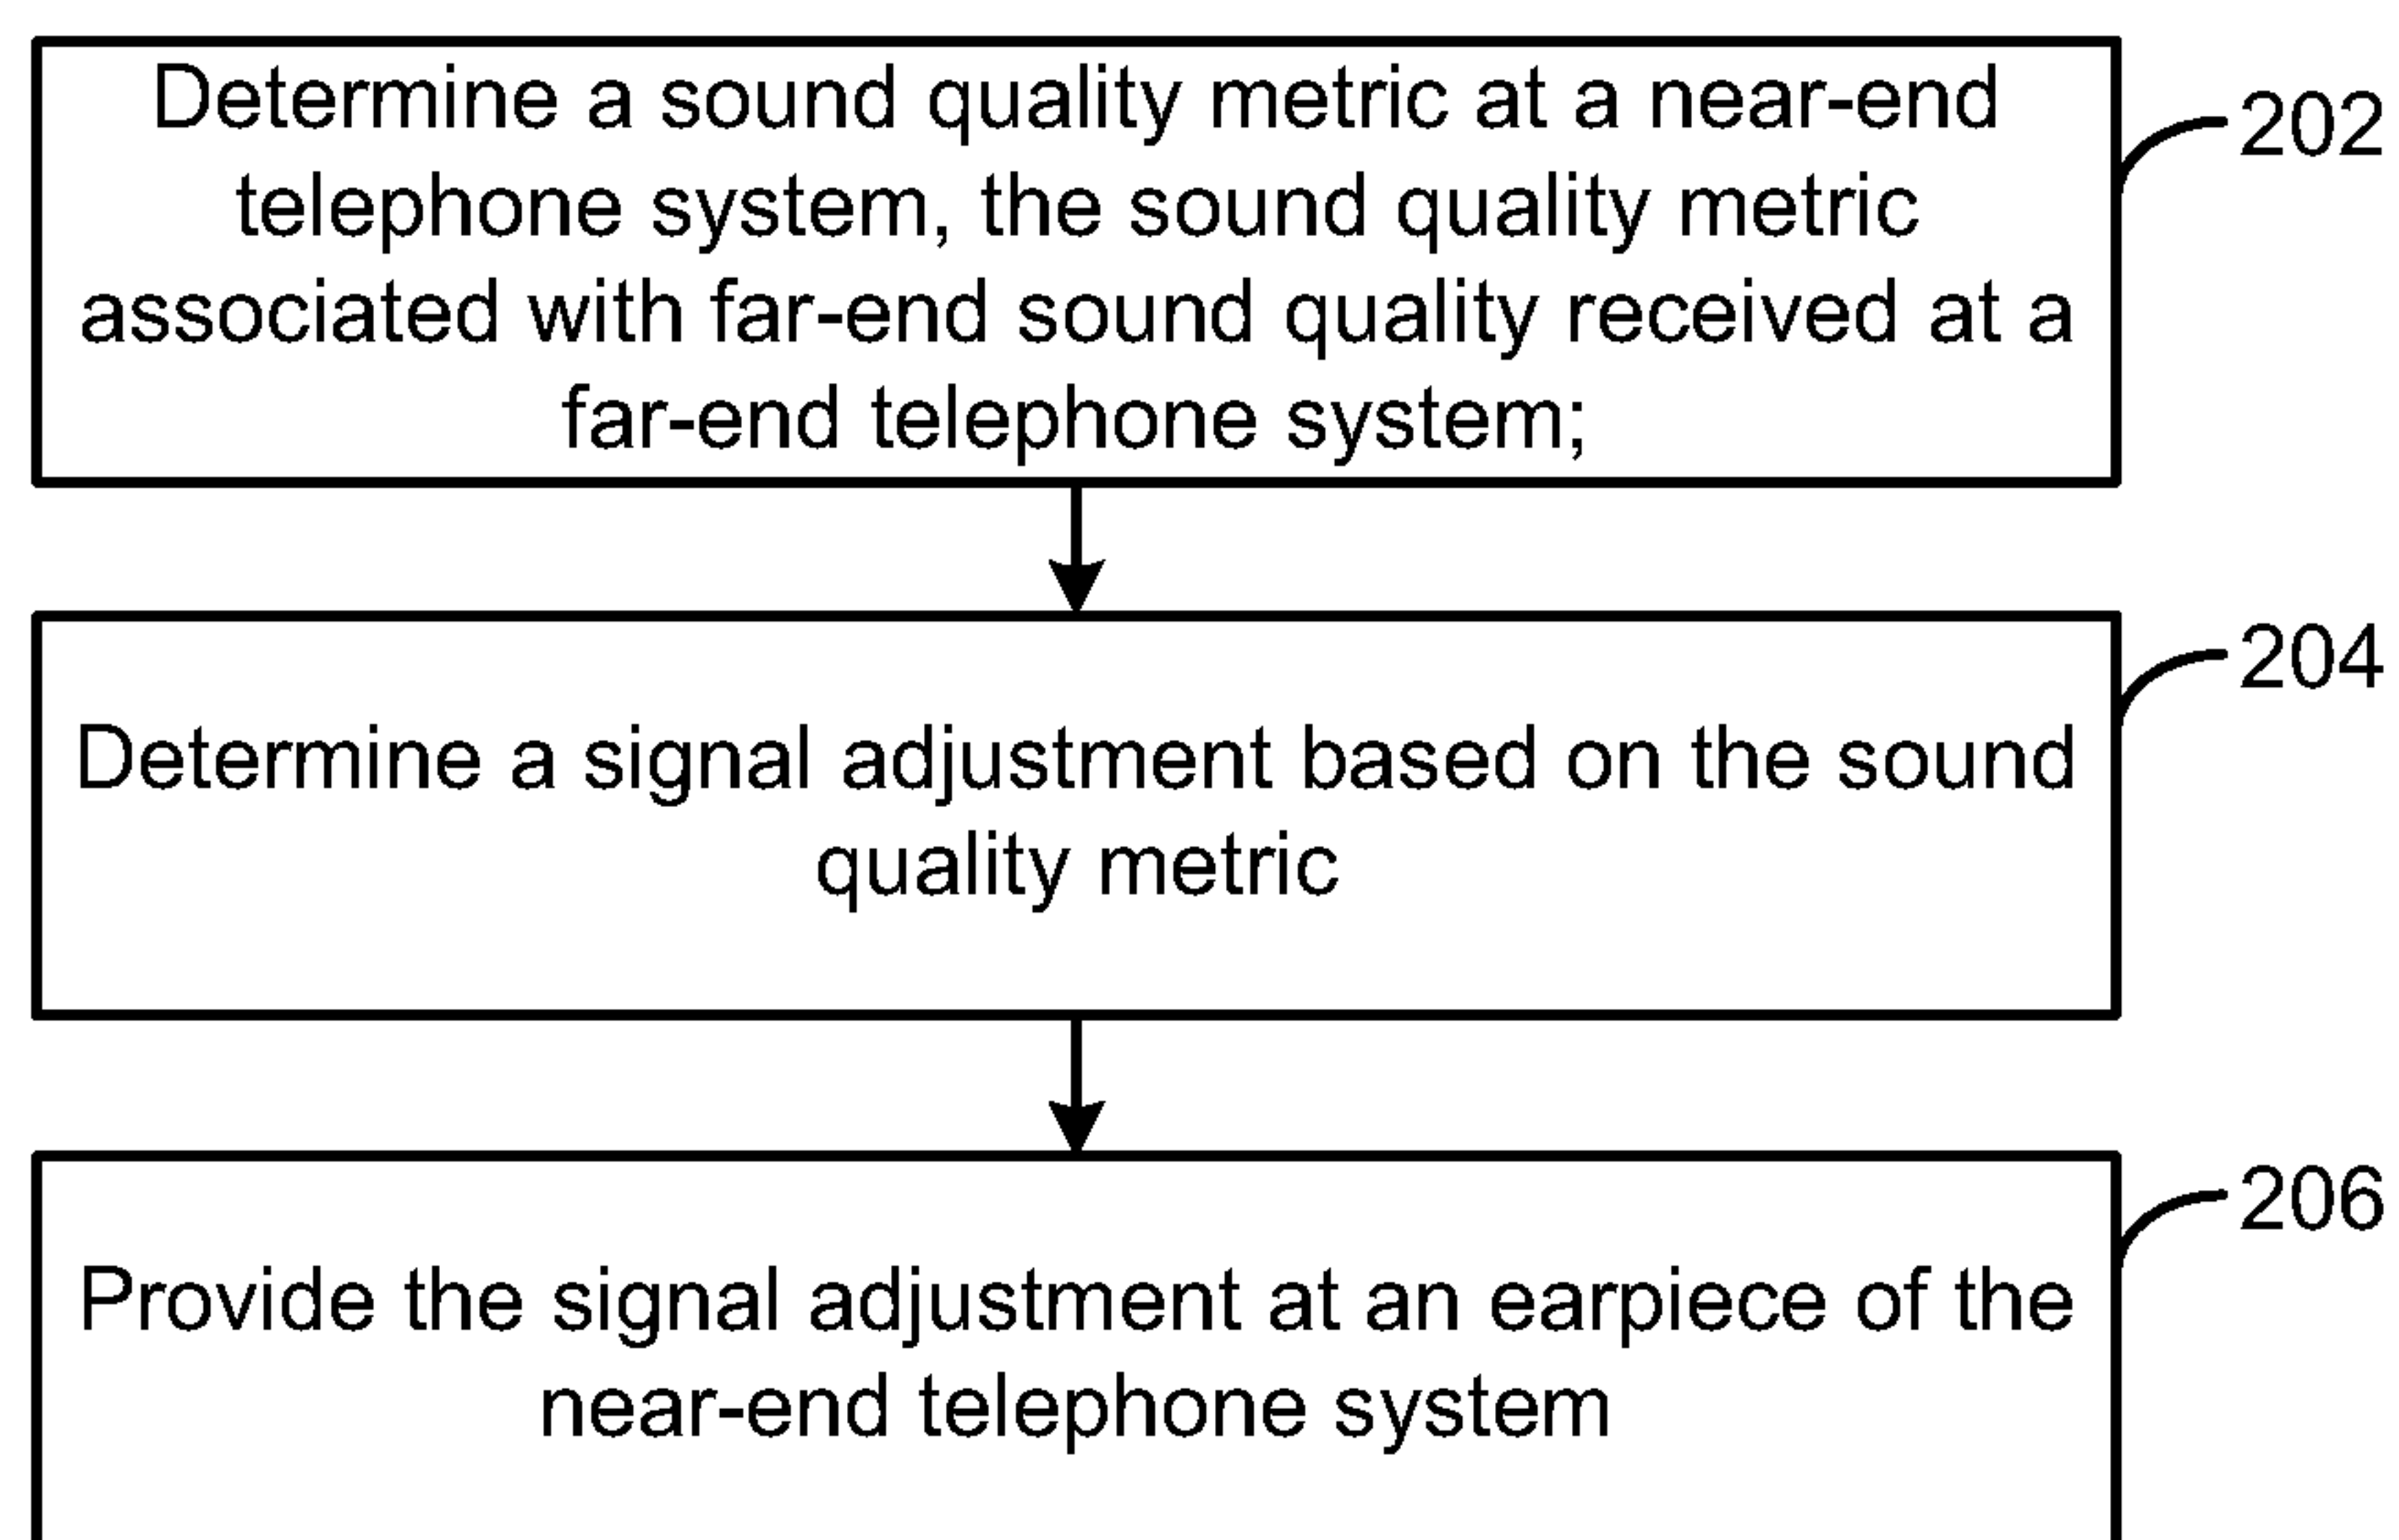 Determine a sound quality metric at a near-end
telephone system, the sound quality metric
associated with far-end sound quality received at a
far-end telephone system;
202
Determine a signal adjustment based on the sound
quality metric
204
Provide the signal adjustment at an earpiece of the
near-end telephone system
206